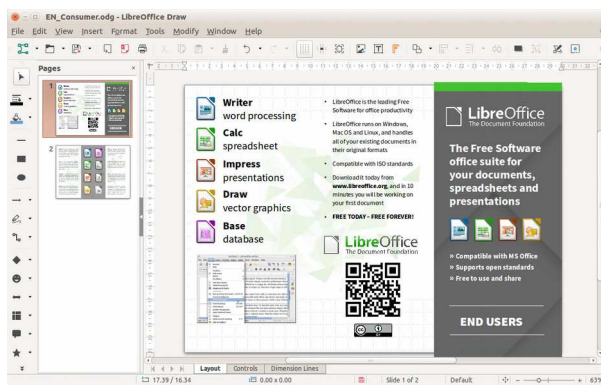 EN_Consumer.odg - LibreOffice Draw
File Edit View Insert Format Tools Modify Window Help
Pages
1
2
Writer
word processing
Calc
spreadsheet
Impress
presentations
Draw
vector graphics
Base
database
• LibreOffice is the leading Free
Software for office productivity
• LibreOffice runs on Windows,
Mac OS and Linux, and handles
all of your existing documents in
their original formats
• Compatible with ISO standards
• Download it today from
www.libreoffice.org, and in 10
minutes you will be working on
your first document
• FREE TODAY – FREE FOREVER!
LibreOffice
The Document Foundation
LibreOffice
The Document Foundation
The Free Software
office suite for
your documents,
spreadsheets and
presentations
» Compatible with MS Office
» Supports open standards
» Free to use and share
END USERS
Layout Controls Dimension Lines
17.39 / 16.34 0.00 x 0.00 Slide 1 of 2 Default 63%